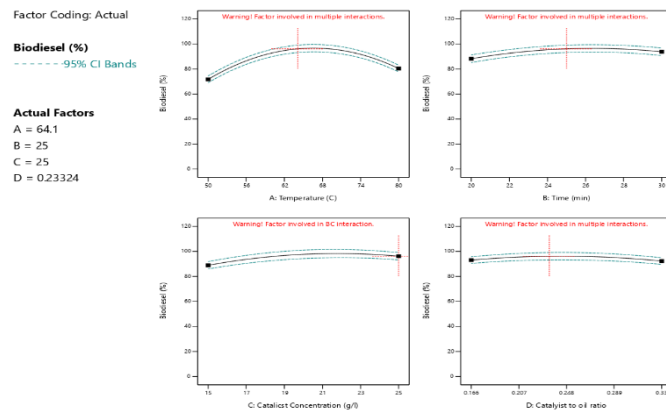 Factor Coding: Actual
Biodiesel (%)
95% CI Bands
Actual Factors
A = 64.1
B = 25
C = 25
D = 0.23324
Warning! Factor involved in multiple interactions.
Biodiesel (%)
120
100
80
60
40
20
0
50 56 62 68 74 80
A: Temperature (C)
Warning! Factor involved in multiple interactions.
Biodiesel (%)
120
100
80
60
40
20
0
20 22 24 26 28 30
B: Time (min)
Warning! Factor involved in BC interaction.
Biodiesel (%)
120
100
80
60
40
20
0
15 17 19 21 23 25
C: Catalicst Concentration (g/l)
Warning! Factor involved in multiple interactions.
Biodiesel (%)
120
100
80
60
40
20
0
0.166 0.207 0.248 0.289 0.33
D: Catalyist to oil ratio